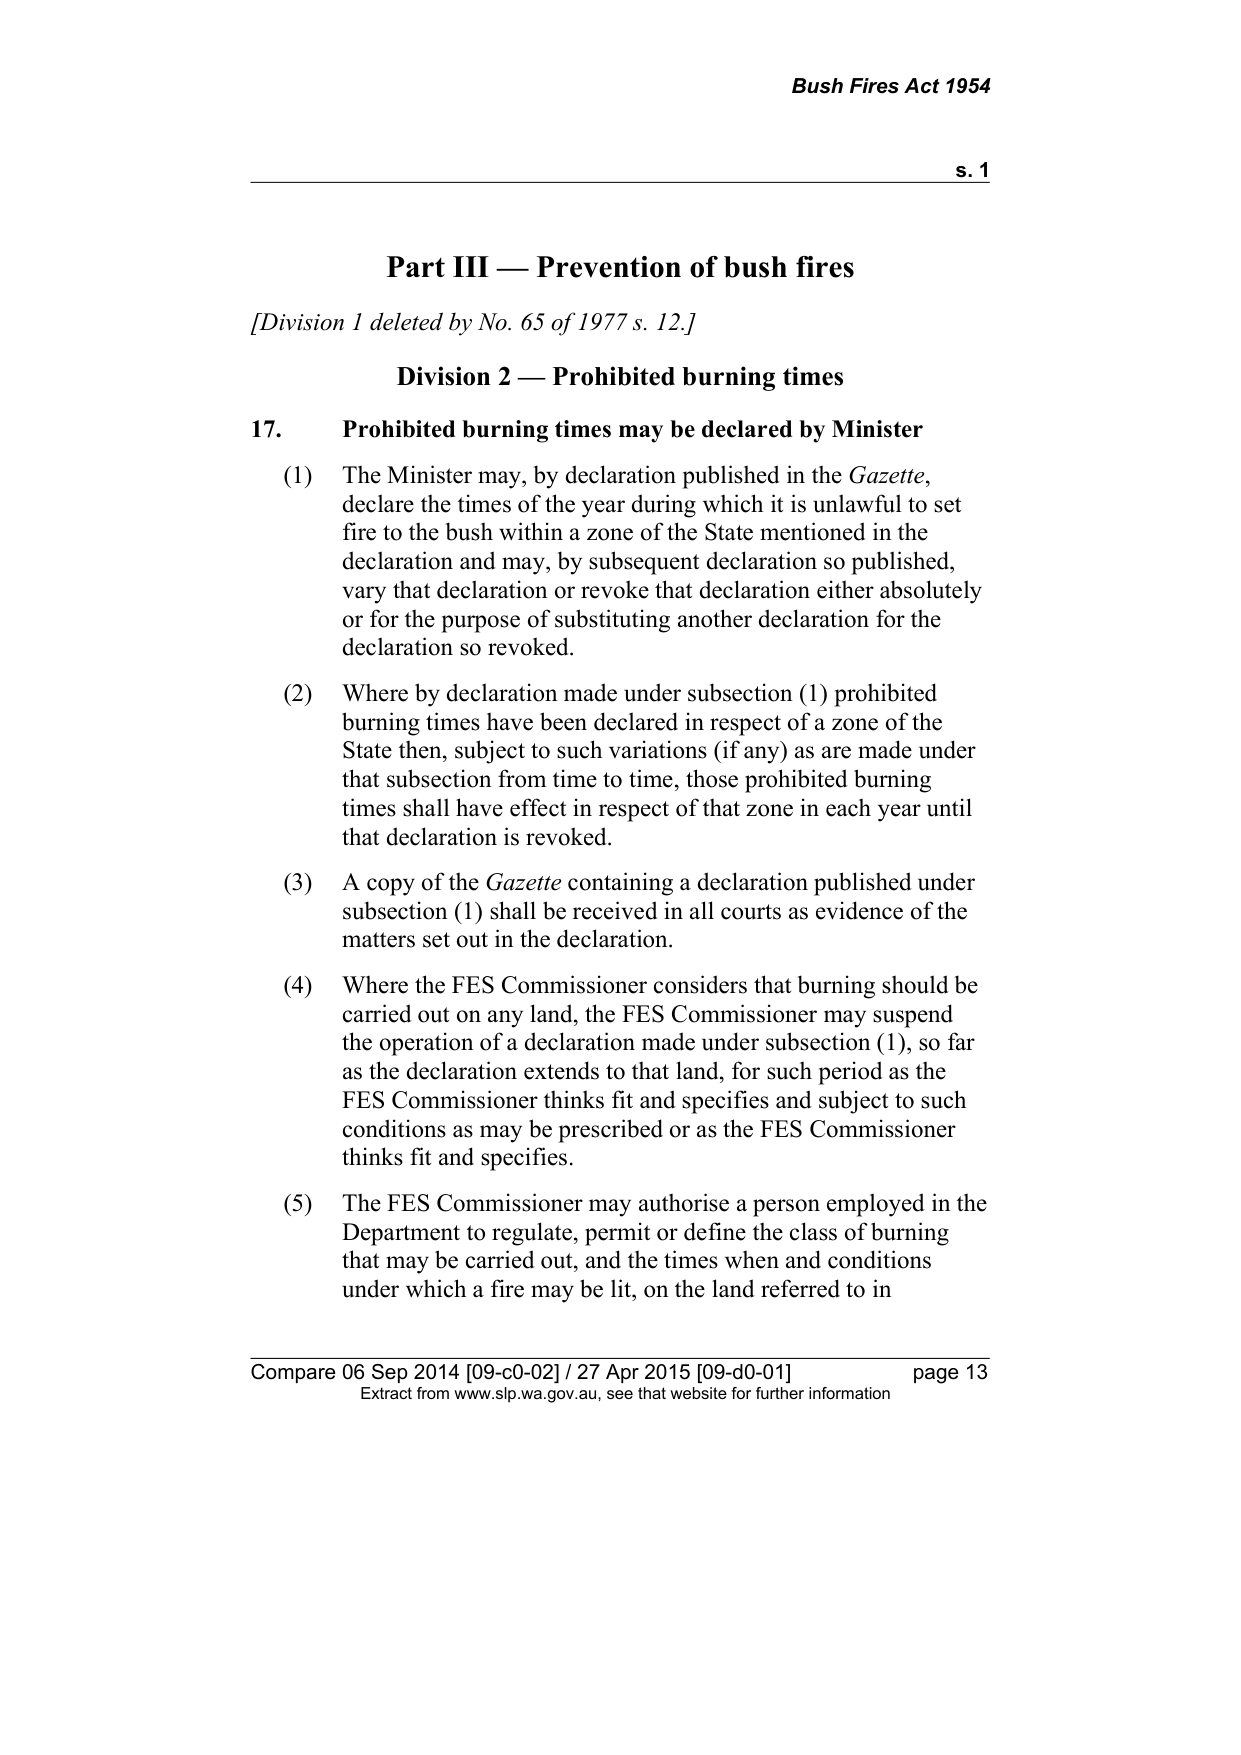 Bush Fires Act 1954
s. 1
Part III — Prevention of bush fires
[Division 1 deleted by No. 65 of 1977 s. 12.]
Division 2 — Prohibited burning times
17. Prohibited burning times may be declared by Minister
(1) The Minister may, by declaration published in the Gazette,
declare the times of the year during which it is unlawful to set
fire to the bush within a zone of the State mentioned in the
declaration and may, by subsequent declaration so published,
vary that declaration or revoke that declaration either absolutely
or for the purpose of substituting another declaration for the
declaration so revoked.
(2) Where by declaration made under subsection (1) prohibited
burning times have been declared in respect of a zone of the
State then, subject to such variations (if any) as are made under
that subsection from time to time, those prohibited burning
times shall have effect in respect of that zone in each year until
that declaration is revoked.
(3) A copy of the Gazette containing a declaration published under
subsection (1) shall be received in all courts as evidence of the
matters set out in the declaration.
(4) Where the FES Commissioner considers that burning should be
carried out on any land, the FES Commissioner may suspend
the operation of a declaration made under subsection (1), so far
as the declaration extends to that land, for such period as the
FES Commissioner thinks fit and specifies and subject to such
conditions as may be prescribed or as the FES Commissioner
thinks fit and specifies.
(5) The FES Commissioner may authorise a person employed in the
Department to regulate, permit or define the class of burning
that may be carried out, and the times when and conditions
under which a fire may be lit, on the land referred to in
Compare 06 Sep 2014 [09-c0-02] / 27 Apr 2015 [09-d0-01] page 13
Extract from www.slp.wa.gov.au, see that website for further information